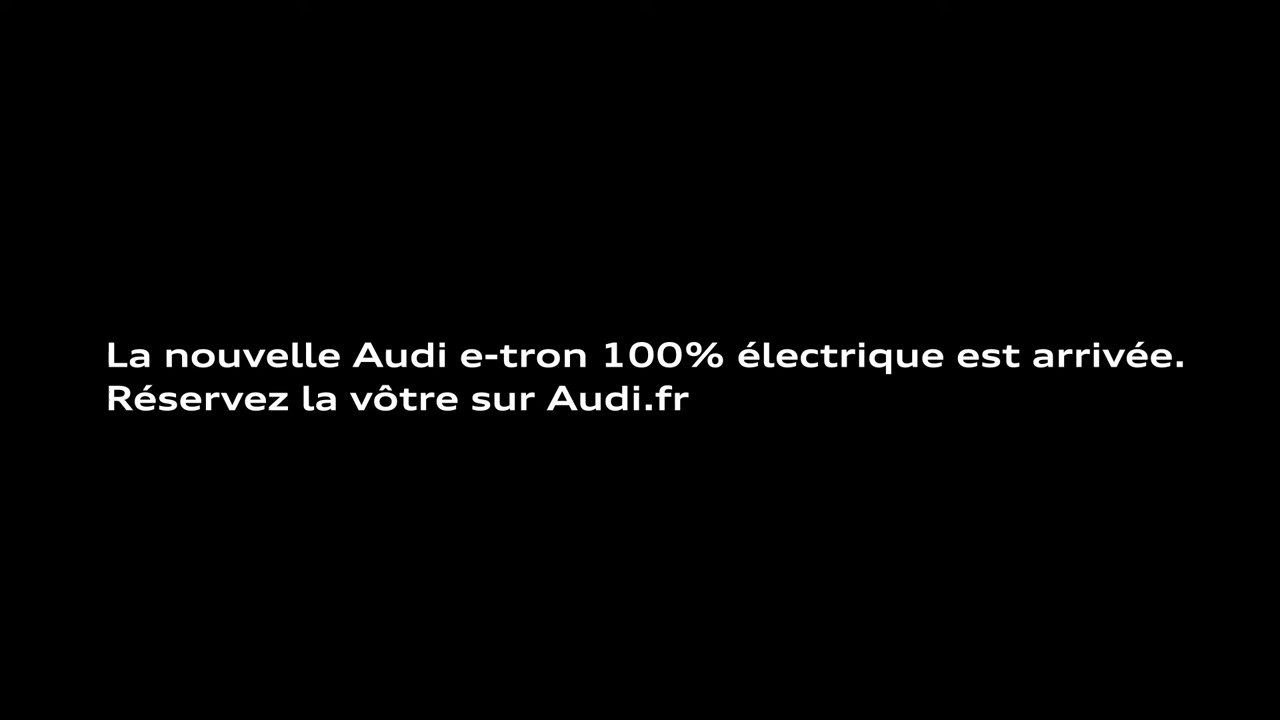 La nouvelle Audi e-tron 100% électrique est arrivée.
Réservez la vôtre sur Audi.fr